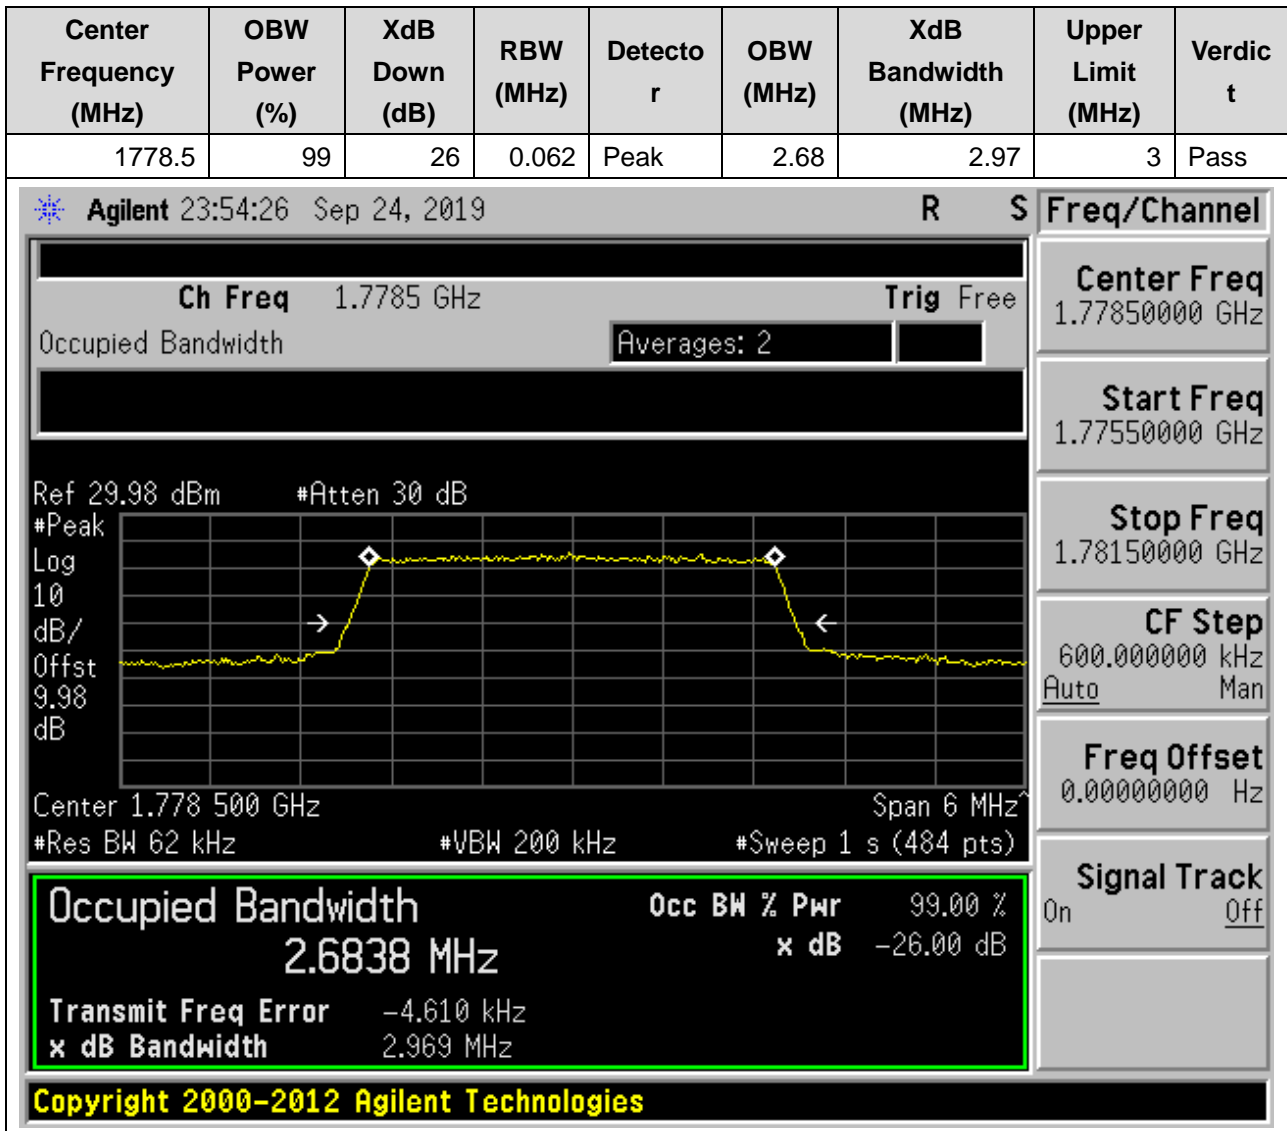 Center Frequency (MHz) OBW Power (%) XdB Down (dB) RBW (MHz) Detecto r OBW (MHz) XdB Bandwidth (MHz) Upper Limit (MHz) Verdic t
1778.5 99 26 0.062 Peak 2.68 2.97 3 Pass
Agilent 23:54:26 Sep 24, 2019 R S Freq/Channel
Ch Freq 1.7785 GHz Trig Free
Occupied Bandwidth Averages: 2
Center Freq
1.77850000 GHz
Start Freq
1.77550000 GHz
Stop Freq
1.78150000 GHz
CF Step
600.000000 kHz
Auto Man
Freq Offset
0.00000000 Hz
Signal Track
On Off
Ref 29.98 dBm #Atten 30 dB
#Peak
Log
10
dB/
Offst
9.98
dB
Center 1.778 500 GHz Span 6 MHz^
#Res BW 62 kHz #VBW 200 kHz #Sweep 1 s (484 pts)
Occupied Bandwidth Occ BW % Pwr 99.00 %
2.6838 MHz x dB -26.00 dB
Transmit Freq Error -4.610 kHz
x dB Bandwidth 2.969 MHz
Copyright 2000-2012 Agilent Technologies